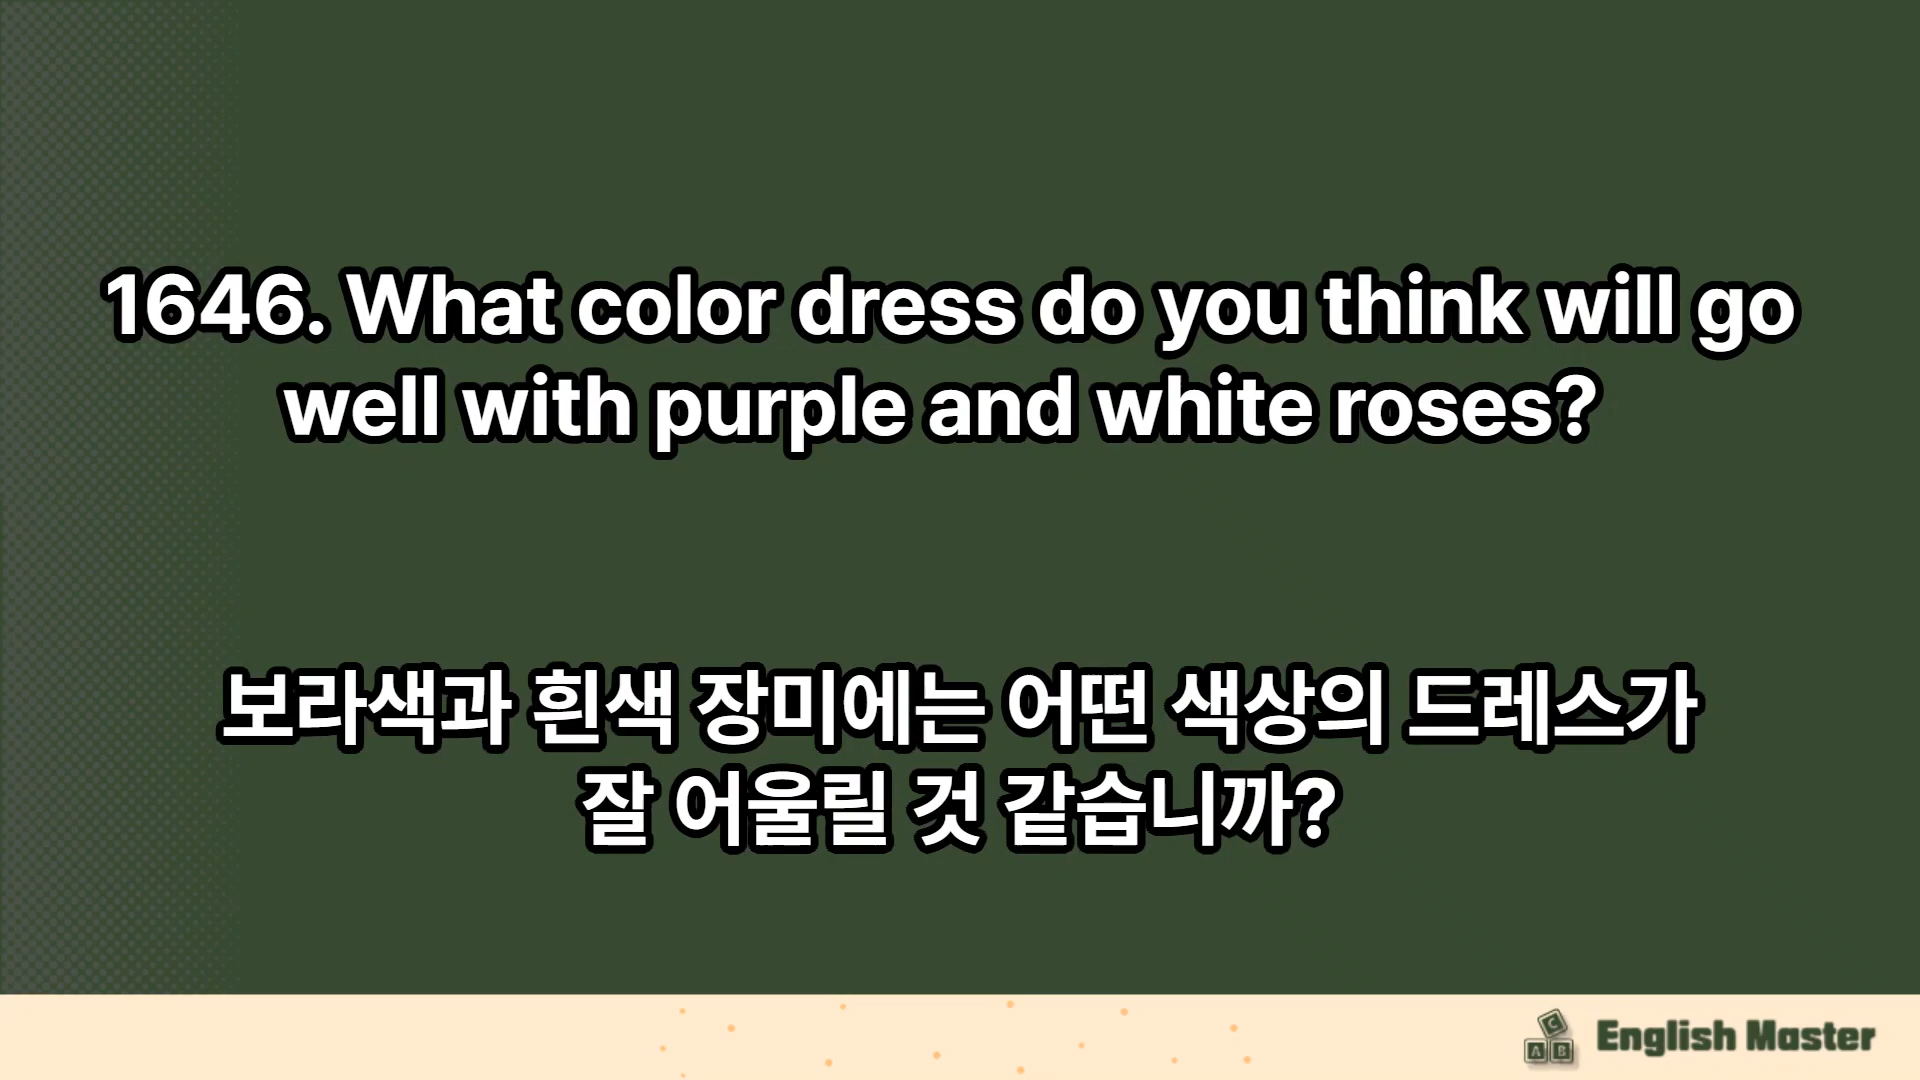 1646. What color dress do you think will go
well with purple and white roses?
보라색과 흰색 장미에는 어떤 색상의 드레스가
잘 어울릴 것 같습니까?
C
A B
English Master